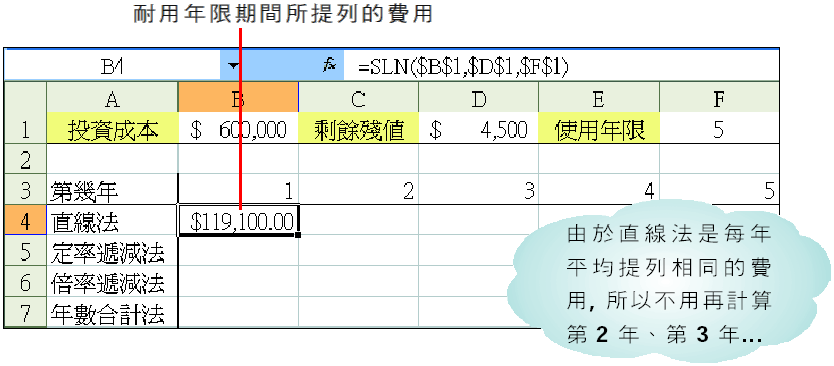 耐用年限期間所提列的費用
B4 fx =SLN($B$1,$D$1,$F$1)
A B C D E F
1 投資成本 $ 600,000 剩餘殘值 $ 4,500 使用年限 5
2
3 第幾年 1 2 3 4 5
4 直線法 $119,100.00
5 定率遞減法
6 倍率遞減法
7 年數合計法
由於直線法是每年
平均提列相同的費
用, 所以不用再計算
第 2 年、第 3 年...